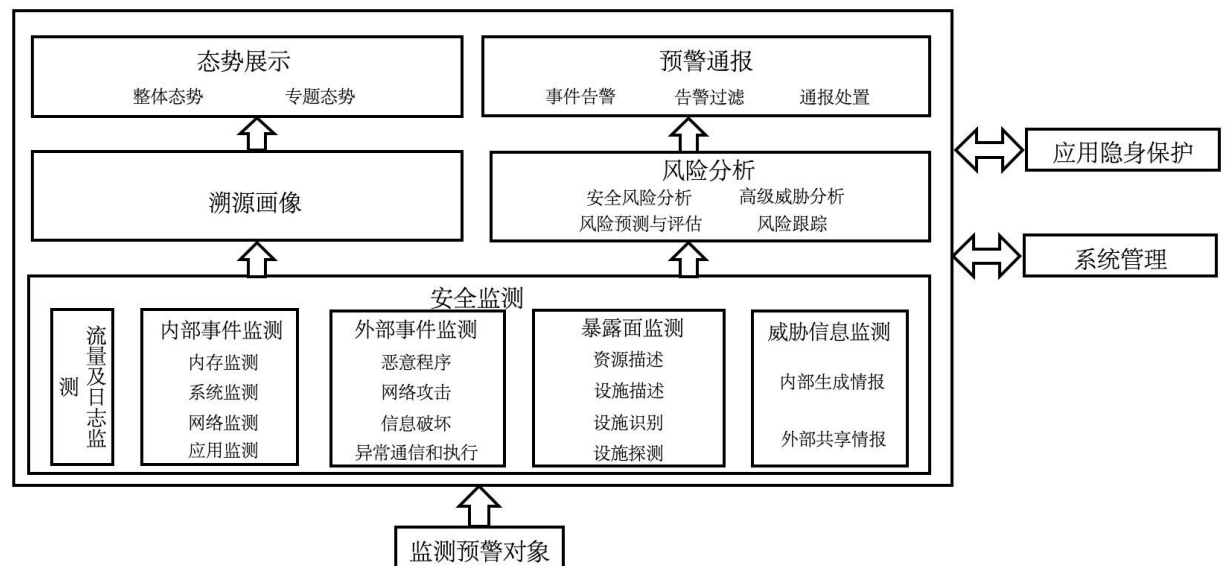 态势展示
整体态势
专题态势
预警通报
事件告警
告警过滤
通报处置
溯源画像
风险分析
安全风险分析
高级威胁分析
风险预测与评估
风险跟踪
应用隐身保护
系统管理
安全监测
流量及日志监
测
内部事件监测
内存监测
系统监测
网络监测
应用监测
外部事件监测
恶意程序
网络攻击
信息破坏
异常通信和执行
暴露面监测
资源描述
设施描述
设施识别
设施探测
威胁信息监测
内部生成情报
外部共享情报
监测预警对象